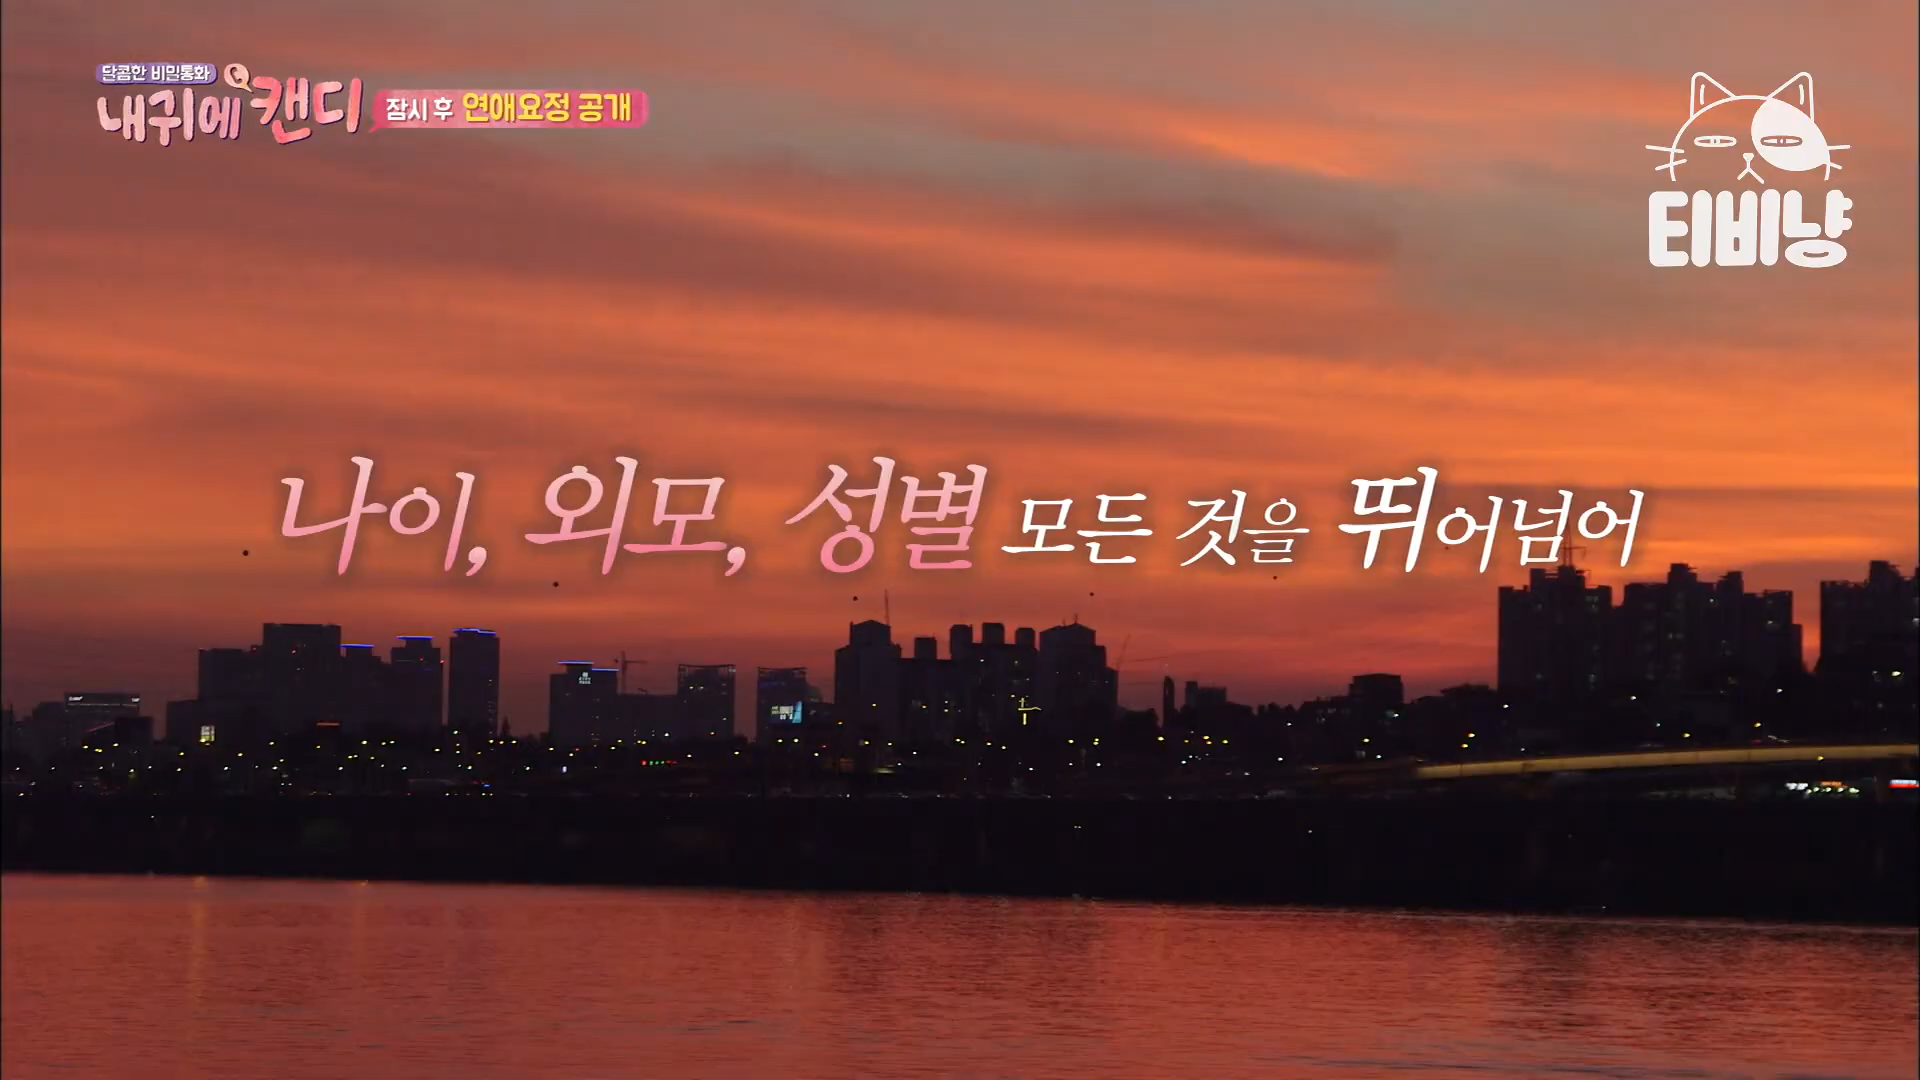 달콤한 비밀통화
내귀에 캔디
잠시 후 연애요정 공개
티비냥
나이, 외모, 성별 모든 것을 뛰어넘어